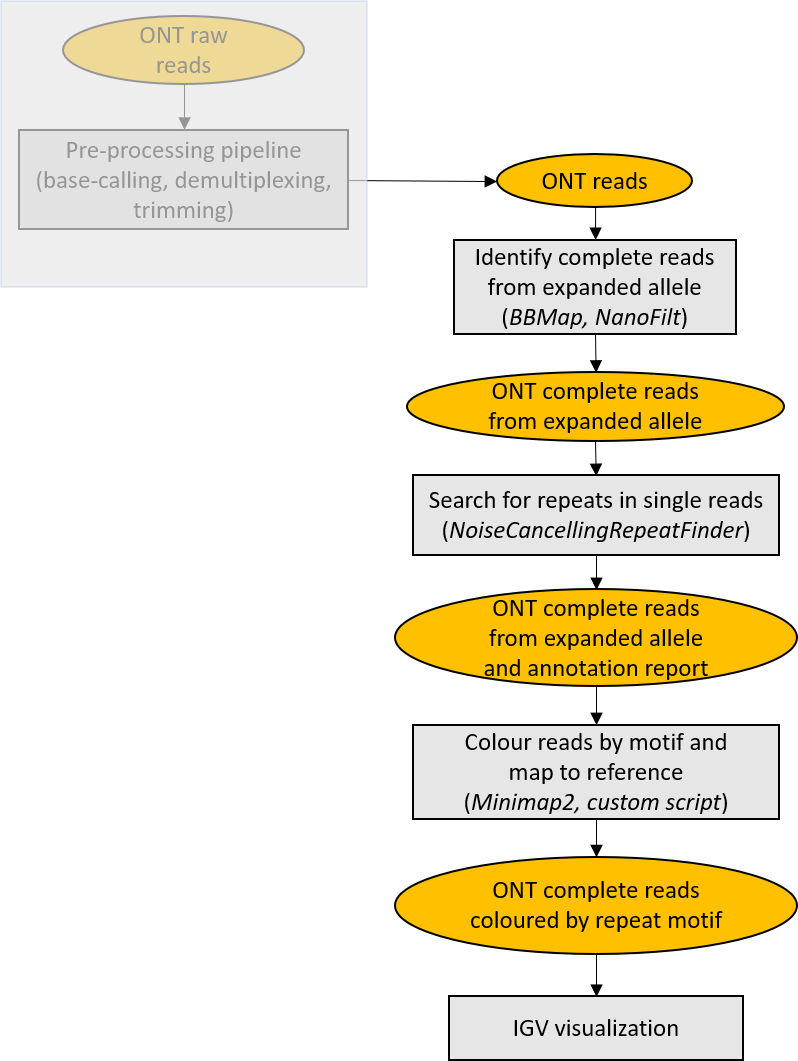 ONT raw
reads
Pre-processing pipeline
(base-calling, demultiplexing,
trimming)
ONT reads
Identify complete reads
from expanded allele
(BBMap, NanoFilt)
ONT complete reads
from expanded allele
Search for repeats in single reads
(NoiseCancellingRepeatFinder)
ONT complete reads
from expanded allele
and annotation report
Colour reads by motif and
map to reference
(Minimap2, custom script)
ONT complete reads
coloured by repeat motif
IGV visualization